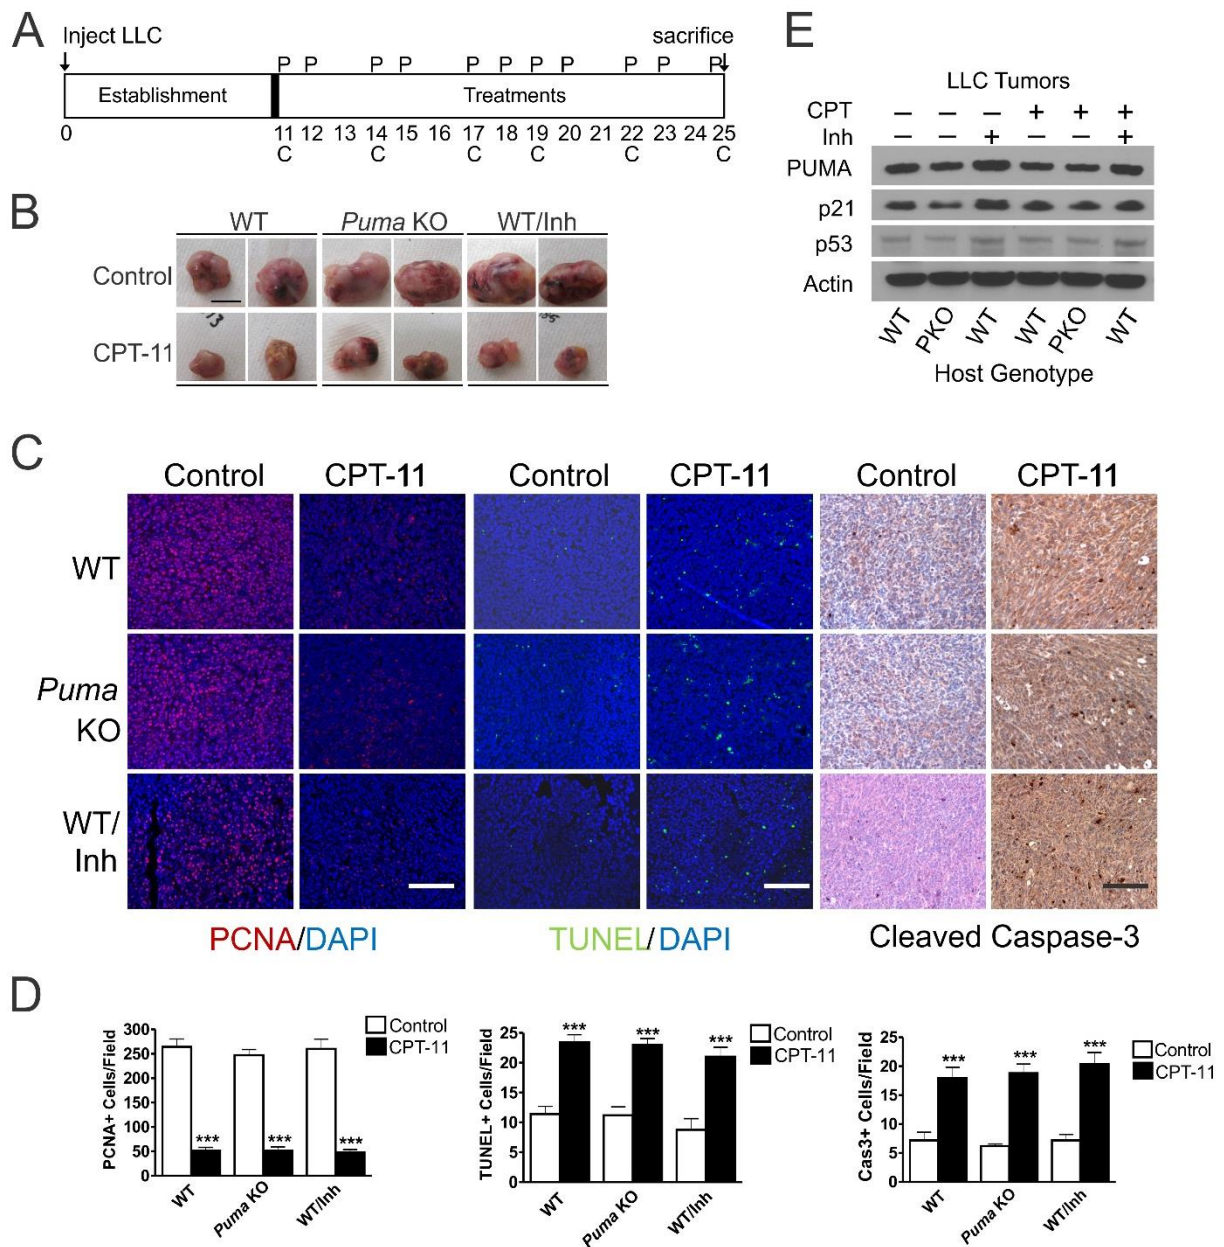 A
Inject LLC
sacrifice
P P P P P P P P P P P
Establishment
Treatments
0 11 12 13 14 15 16 17 18 19 20 21 22 23 24 25
C C C C C C
B
WT Puma KO WT/Inh
Control
CPT-11
E
LLC Tumors
CPT – – – + + +
Inh – – + – – +
PUMA
p21
p53
Actin
WT PKO WT WT PKO WT
Host Genotype
C
Control CPT-11 Control CPT-11 Control CPT-11
WT
Puma
KO
WT/
Inh
PCNA/DAPI
TUNEL/DAPI
Cleaved Caspase-3
D
PCNA+ Cells/Field
300
250
200
150
100
50
0
*** *** ***
WT Puma KO WT/Inh
Control
CPT-11
TUNEL+ Cells/Field
25
20
15
10
5
0
*** *** ***
WT Puma KO WT/Inh
Control
CPT-11
Cas3+ Cells/Field
25
20
15
10
5
0
*** *** ***
WT Puma KO WT/Inh
Control
CPT-11